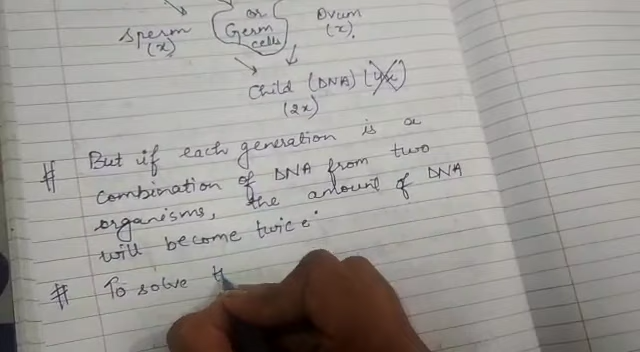 or
Sperm Germ Ovum
(x) cells (x)
Child (DNA) (4x)
(2x)
# But if each generation is a
combination of DNA from two
organisms, the amount of DNA
will become twice.
# To solve